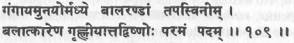 गंगायमुनयोर्मध्ये बालरण्डां तपस्विनीम् ।
बलात्कारेण गृह्णीयात्तद्विष्णोः परमं पदम् ॥ १०९ ॥